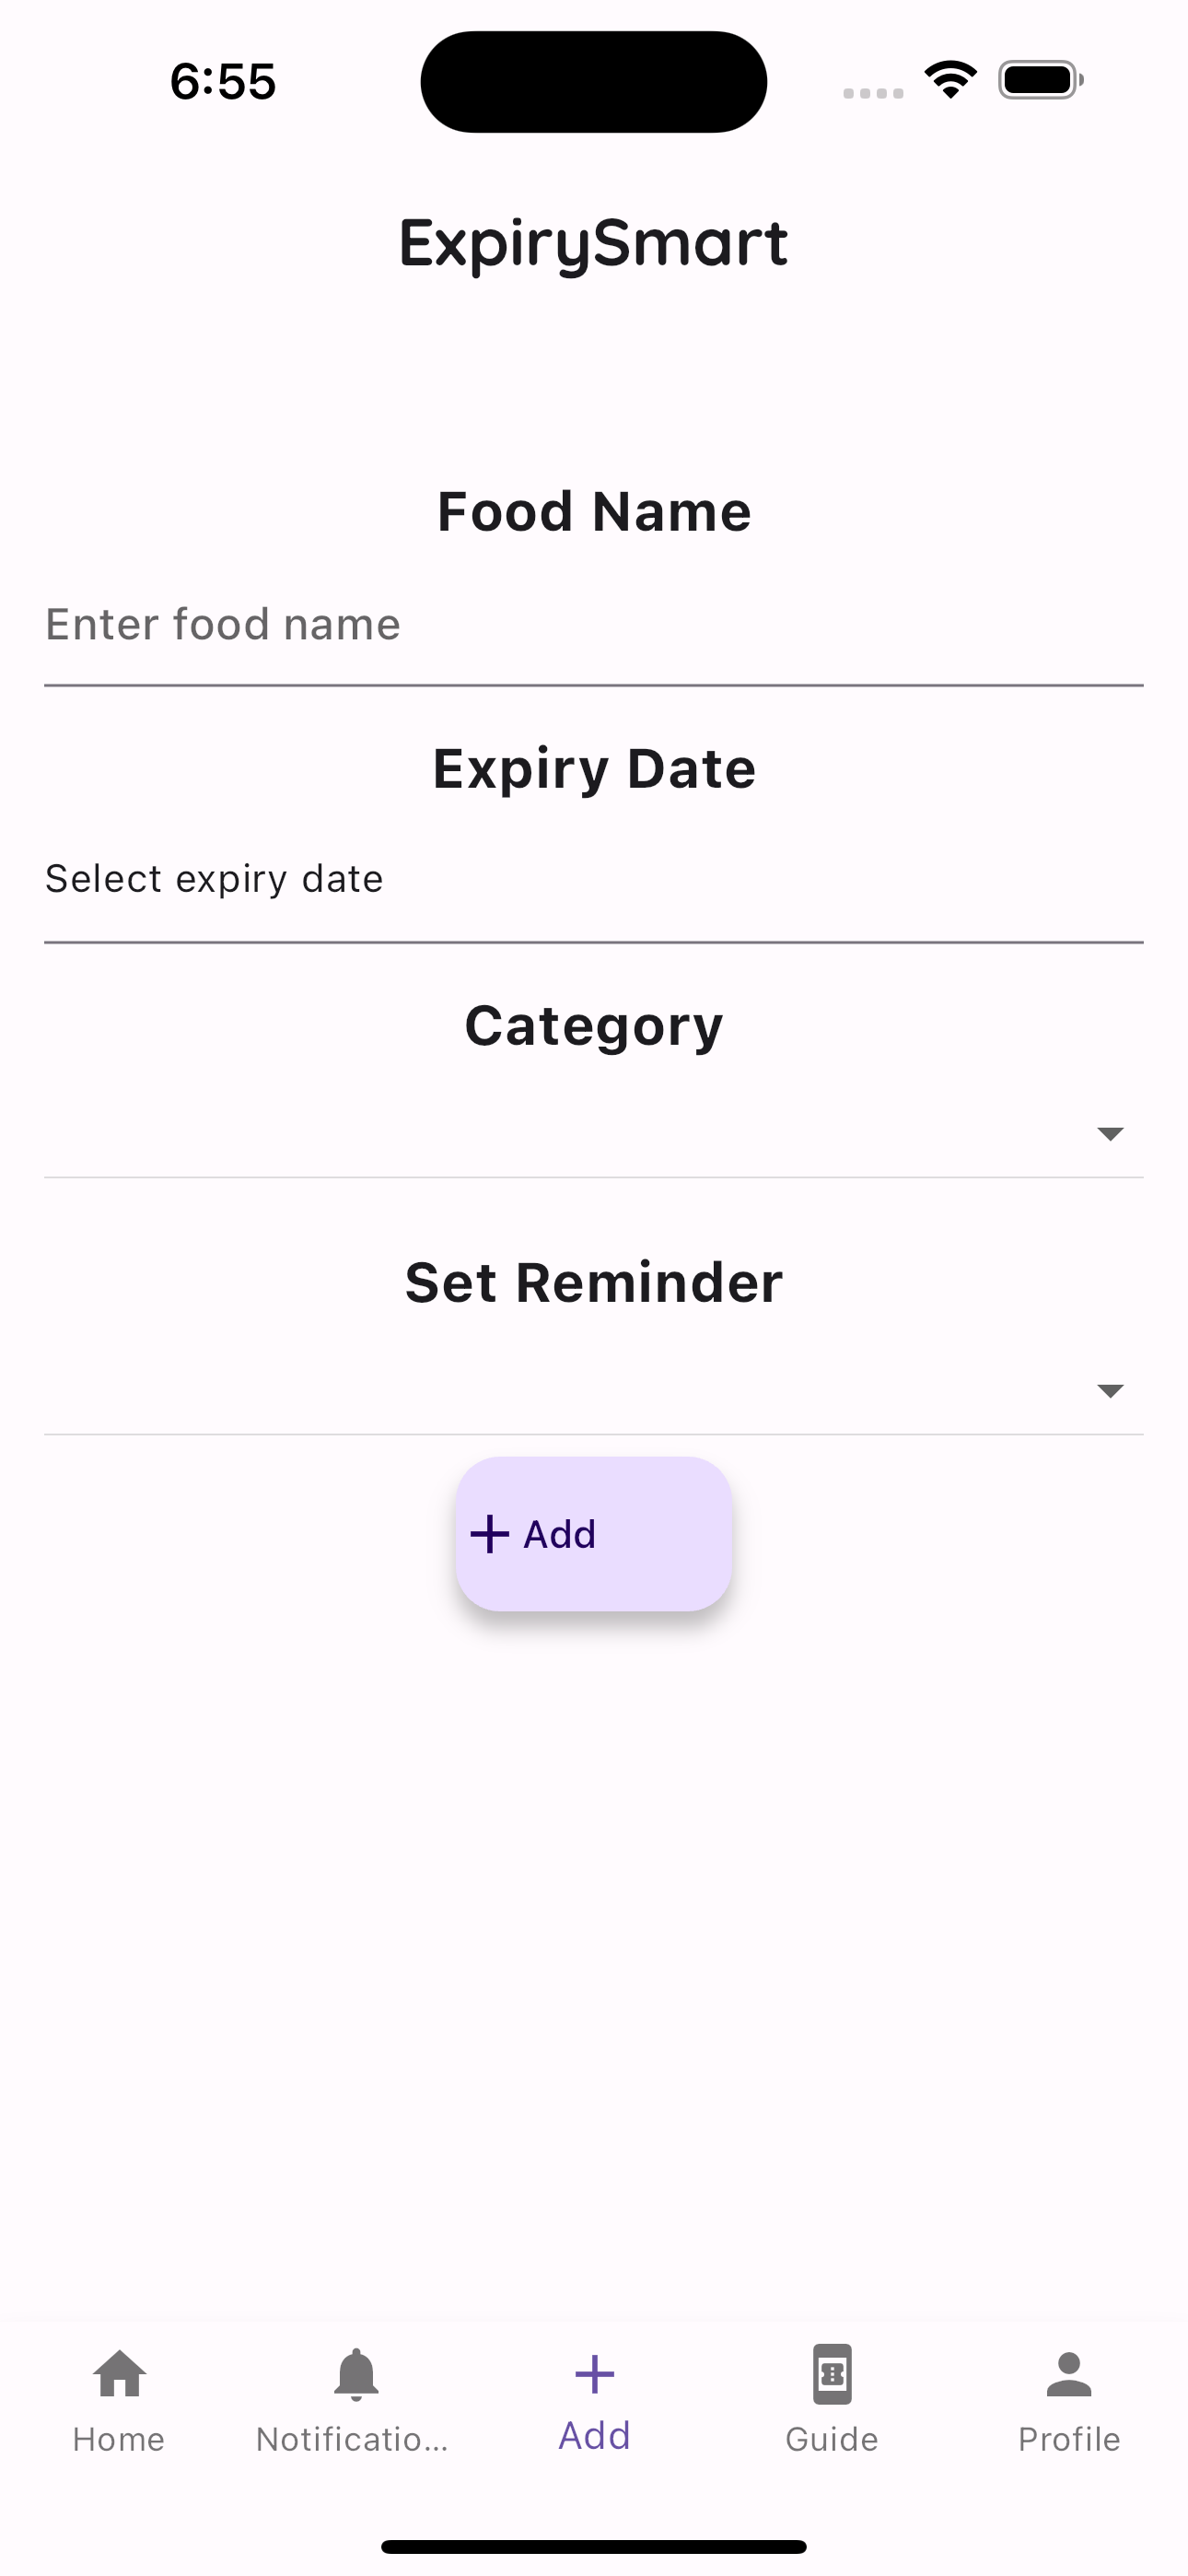 6:55
ExpirySmart
Food Name
Enter food name
Expiry Date
Select expiry date
Category
Set Reminder
Add
Home
Notificatio...
Add
Guide
Profile